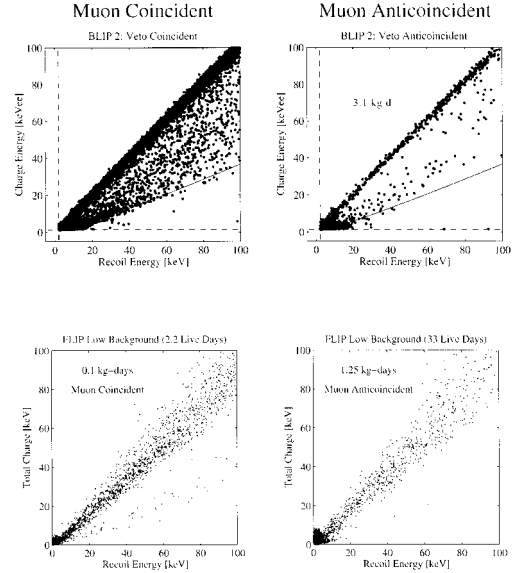 Muon Coincident
Muon Anticoincident
BLIP 2: Veto Coincident
BLIP 2: Veto Anticoincident
100
80
60
40
20
0
Charge Energy [keVee]
0 20 40 60 80 100
Recoil Energy [keV]
100
80
60
40
20
0
Charge Energy [keVee]
3.1 kg d
0 20 40 60 80 100
Recoil Energy [keV]
FLIP Low Background (2.2 Live Days)
FLIP Low Background (33 Live Days)
100
80
60
40
20
0
Total Charge [keV]
0.1 kg-days
Muon Coincident
0 20 40 60 80 100
Recoil Energy [keV]
100
80
60
40
20
0
Total Charge [keV]
1.25 kg-days
Muon Anticoincident
0 20 40 60 80 100
Recoil Energy [keV]